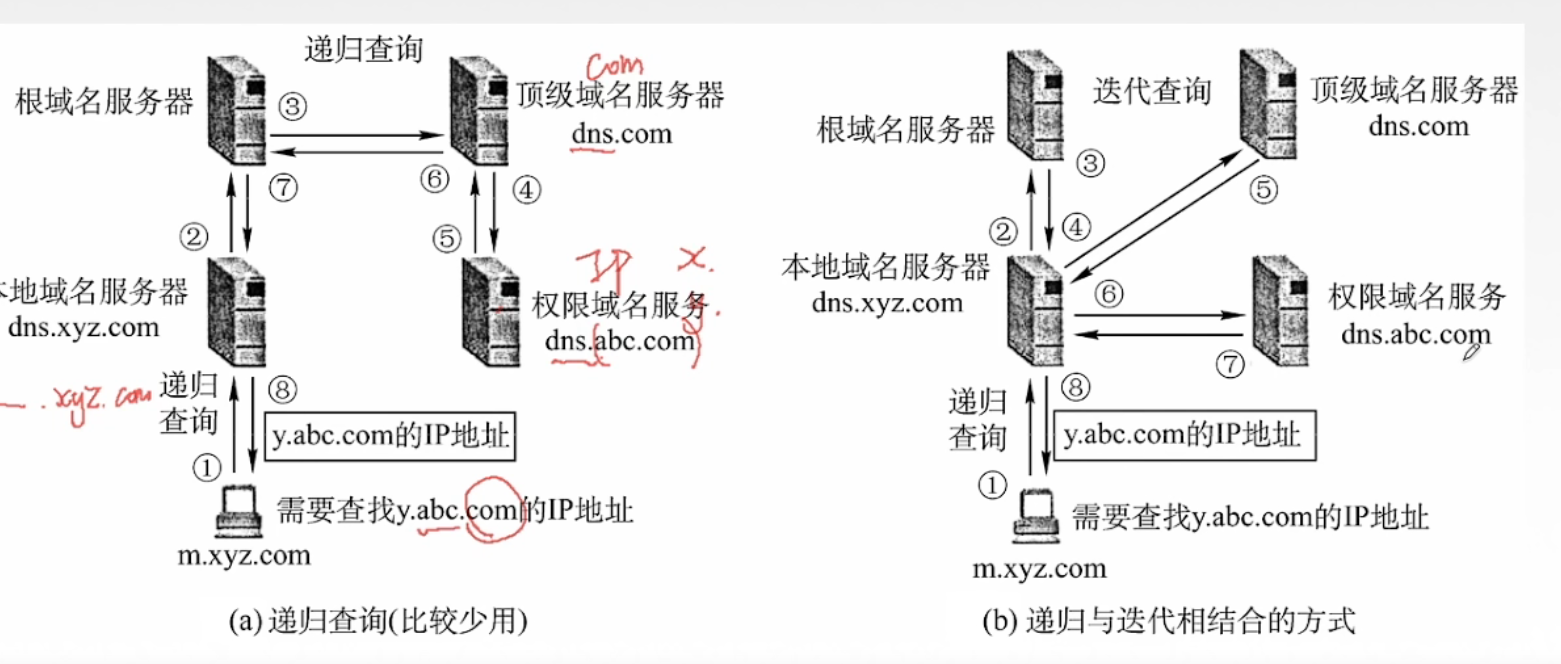 递归查询
com
根域名服务器
③
顶级域名服务器
dns.com
⑥
④
⑦
②
⑤
IP x.
y.
本地域名服务器
dns.xyz.com
权限域名服务
dns.abc.com
.xyz.com
递归
查询
⑧
y.abc.com的IP地址
①
需要查找y.abc.com的IP地址
m.xyz.com
(a) 递归查询(比较少用)
迭代查询
顶级域名服务器
dns.com
根域名服务器
③
⑤
②
④
本地域名服务器
dns.xyz.com
⑥
权限域名服务
dns.abc.com
⑦
递归
查询
⑧
y.abc.com的IP地址
①
需要查找y.abc.com的IP地址
m.xyz.com
(b) 递归与迭代相结合的方式